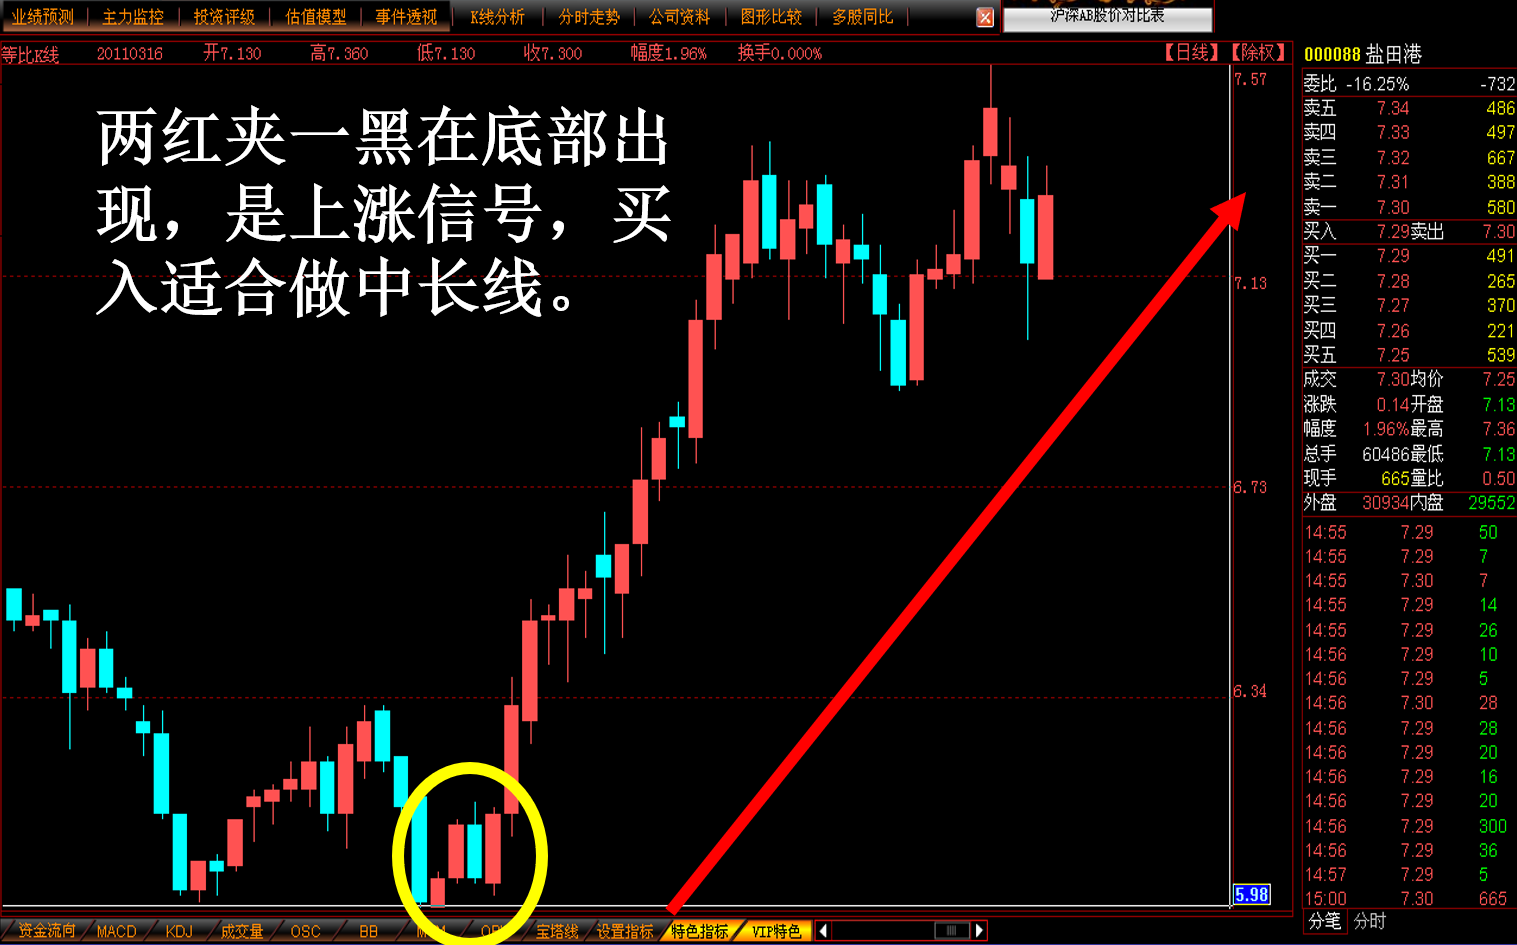 业绩预测 主力监控 投资评级 估值模型 事件透视 K线分析 分时走势 公司资料 图形比较 多股同比
沪深AB股价对比表
等比K线 20110316 开7.130 高7.360 低7.130 收7.300 幅度1.96% 换手0.000% 【日线】【除权】
两红夹一黑在底部出
现，是上涨信号，买
入适合做中长线。
7.57
7.13
6.73
6.34
5.98
000088 盐田港
委比 -16.25% -732
卖五 7.34 486
卖四 7.33 497
卖三 7.32 667
卖二 7.31 388
卖一 7.30 580
买入 7.29 卖出 7.30
买一 7.29 491
买二 7.28 265
买三 7.27 370
买四 7.26 221
买五 7.25 539
成交 7.30 均价 7.25
涨跌 0.14 开盘 7.13
幅度 1.96% 最高 7.36
总手 60486 最低 7.13
现手 665 量比 0.50
外盘 30934 内盘 29552
14:55 7.29 50
14:55 7.29 7
14:55 7.30 7
14:55 7.29 14
14:55 7.29 26
14:56 7.29 10
14:56 7.29 5
14:56 7.30 28
14:56 7.29 28
14:56 7.29 20
14:56 7.29 16
14:56 7.29 20
14:56 7.29 300
14:56 7.29 36
14:57 7.29 5
15:00 7.30 665
分笔 分时
资金流向 MACD KDJ 成交量 OSC BB 宝塔线 设置指标 特色指标 VIP特色